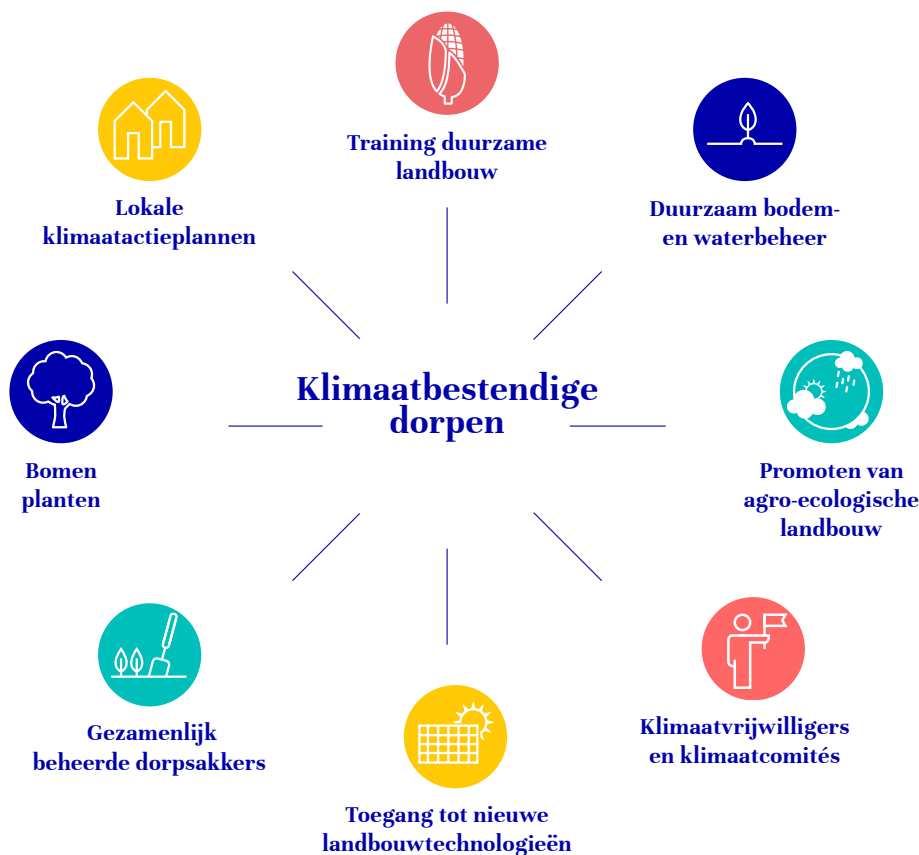 Training duurzame
landbouw
Lokale
klimaatactieplannen
Duurzaam bodem-
en waterbeheer
Klimaatbestendige
dorpen
Bomen
planten
Promoten van
agro-ecologische
landbouw
Gezamenlijk
beheerde dorpsakkers
Klimaatvrijwilligers
en klimaatcomités
Toegang tot nieuwe
landbouwtechnologieën